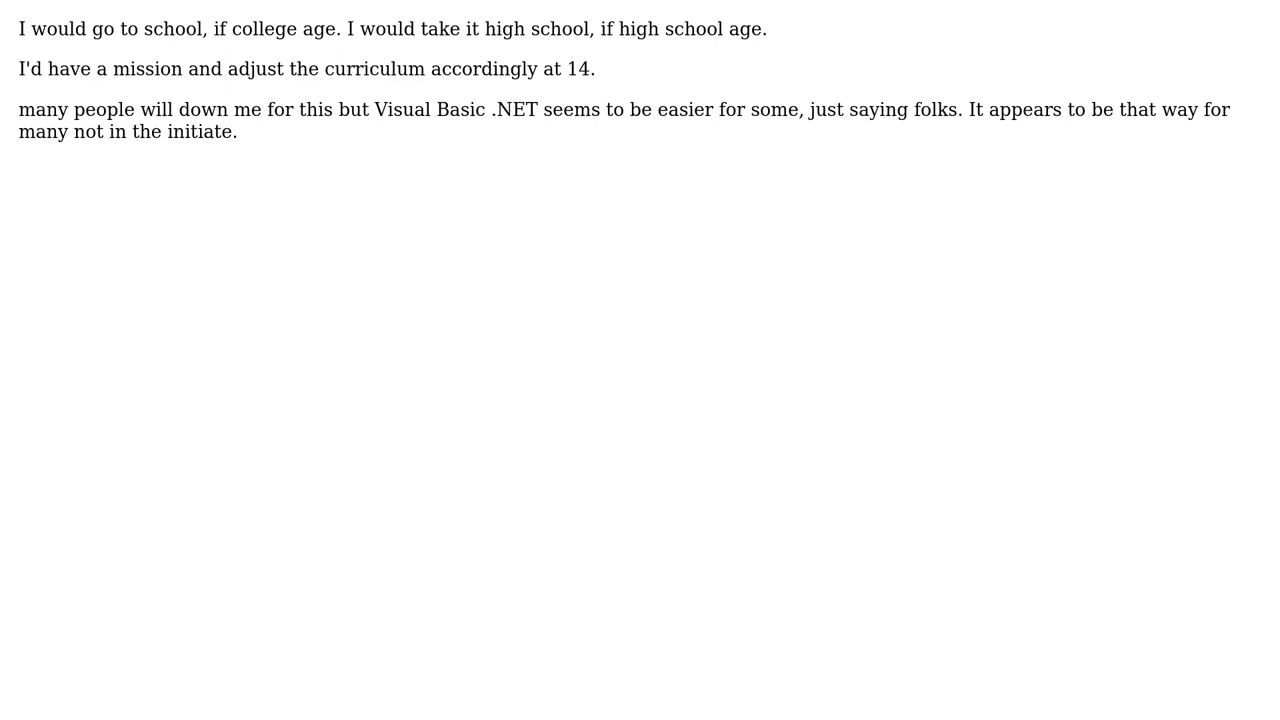 I would go to school, if college age. I would take it high school, if high school age.
I'd have a mission and adjust the curriculum accordingly at 14.
many people will down me for this but Visual Basic .NET seems to be easier for some, just saying folks. It appears to be that way for
many not in the initiate.